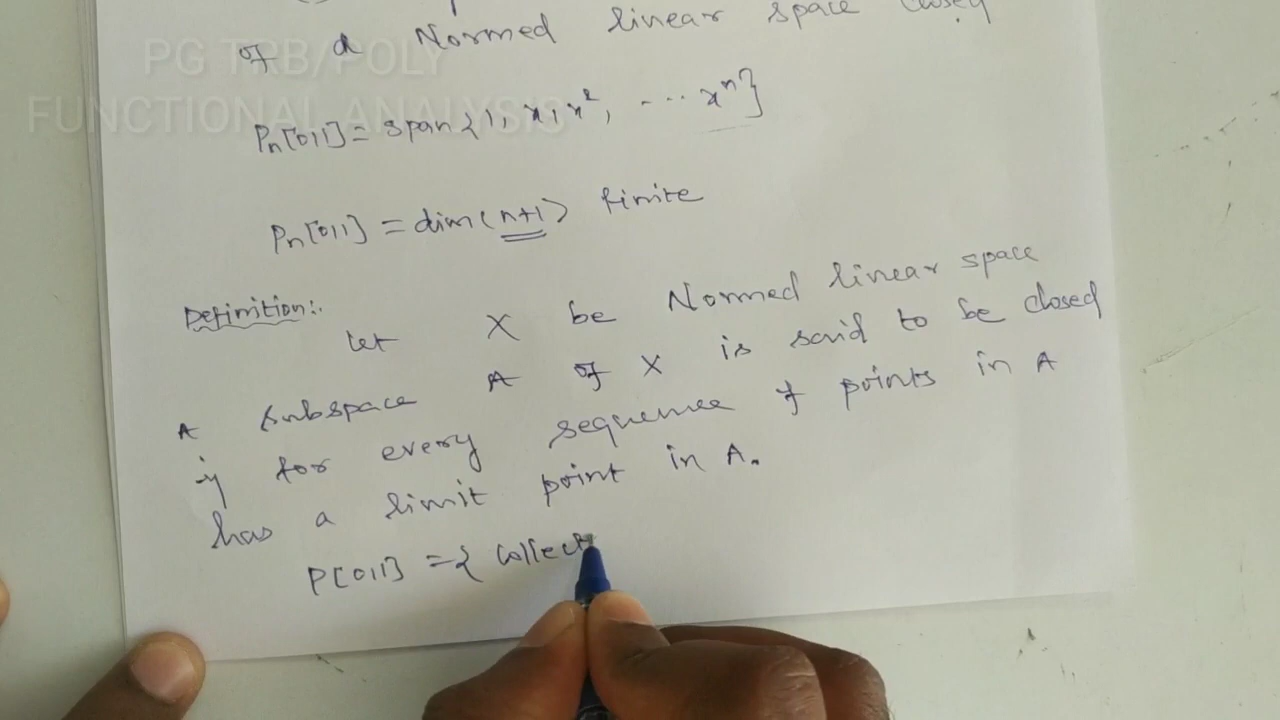 of a Normed linear space closed
PG TRB/POLY
FUNCTIONAL ANALYSIS
Pn[0,1] = span{1, x, x², ... xⁿ}
Pn[0,1] = dim(n+1) finite
Definition:.
Let X be Normed linear space
A subspace A of X is said to be closed
if for every sequence of points in A
has a limit point in A.
P[0,1] = { collect